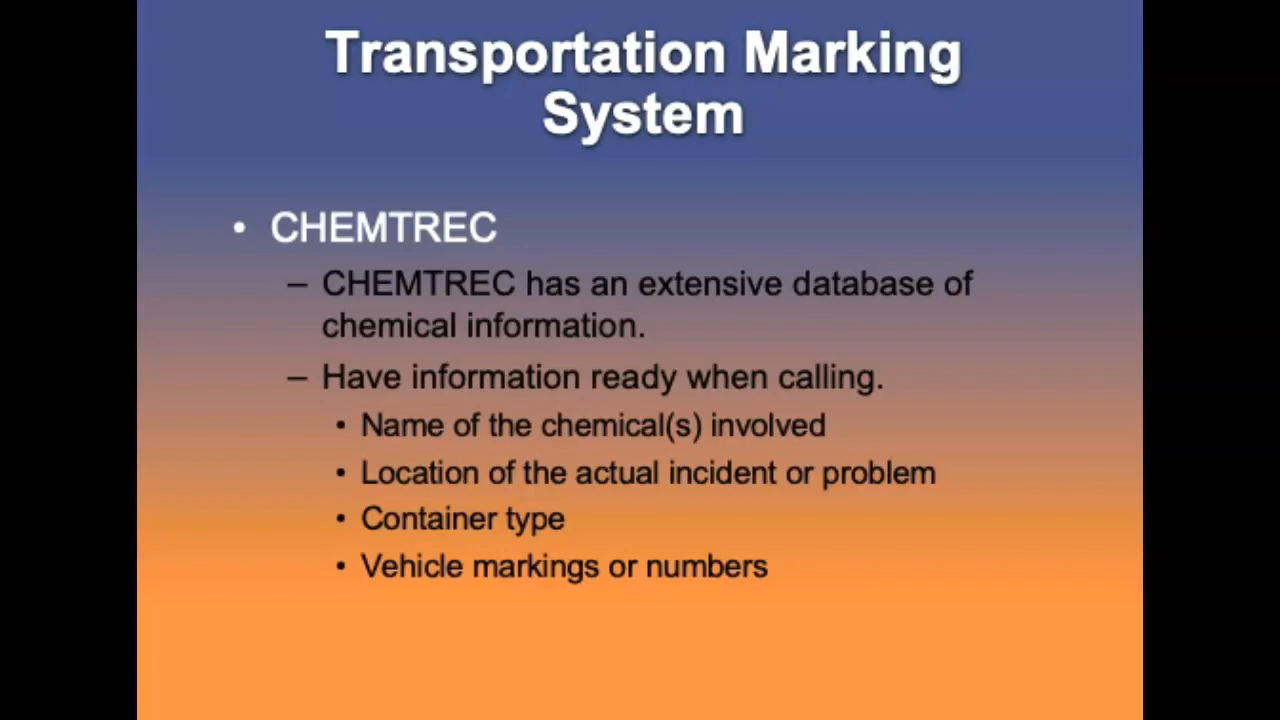 Transportation Marking
System
• CHEMTREC
– CHEMTREC has an extensive database of
chemical information.
– Have information ready when calling.
• Name of the chemical(s) involved
• Location of the actual incident or problem
• Container type
• Vehicle markings or numbers